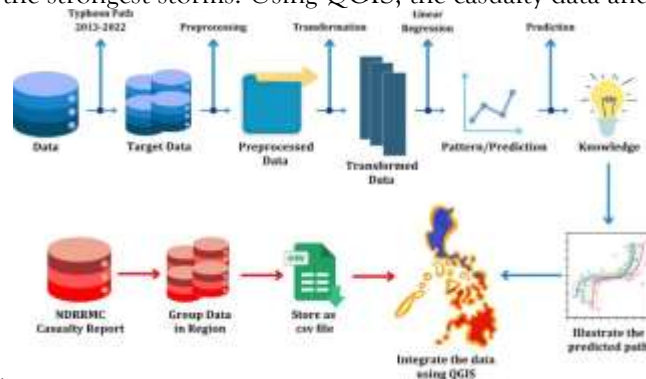 the strongest storms. Using QGIS, the casualty data and
Typhoon Path
2013-2022
Preprocessing
Transformation
Linear
Regression
Prediction
Data
Target Data
Preprocessed
Data
Transformed
Data
Pattern/Prediction
Knowledge
NDRRMC
Casualty Report
Group Data
in Region
Store as
csv file
Integrate the data
using QGIS
Illustrate the
predicted path